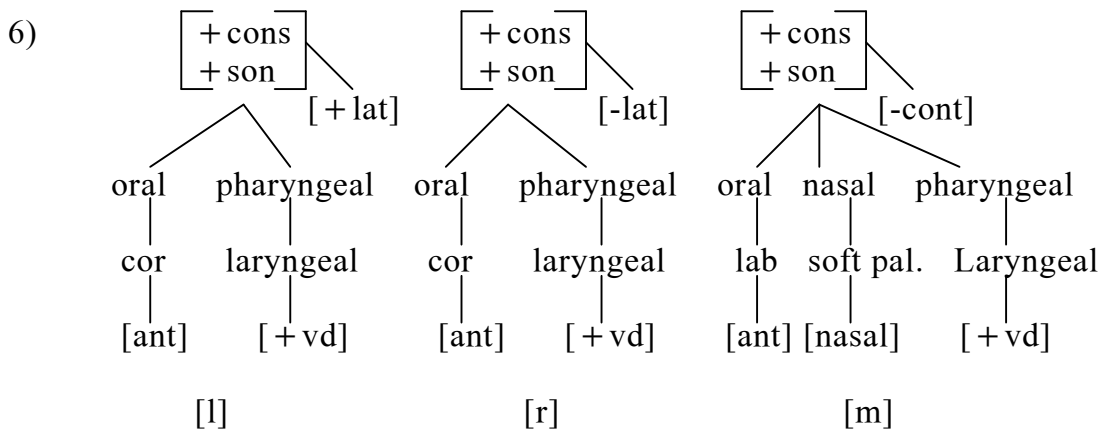 6) + cons + cons + cons
+ son + son + son
[ + lat] [-lat] [-cont]
oral pharyngeal oral pharyngeal oral nasal pharyngeal
cor laryngeal cor laryngeal lab soft pal. Laryngeal
[ant] [ + vd] [ant] [ + vd] [ant] [nasal] [ + vd]
[l] [r] [m]